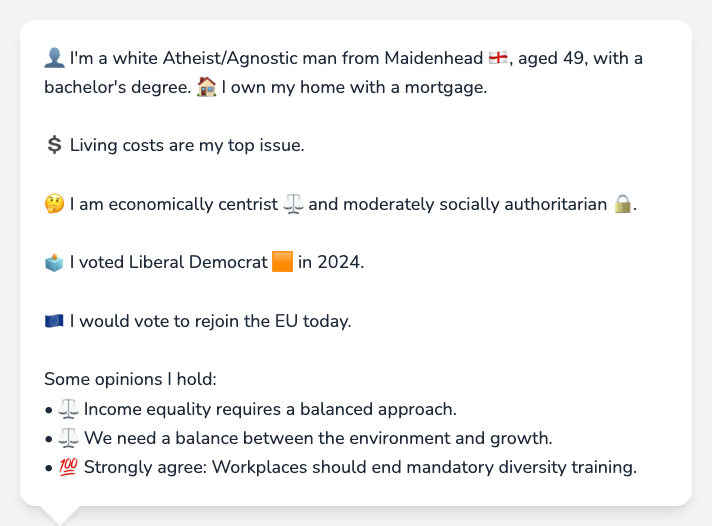 👤 I'm a white Atheist/Agnostic man from Maidenhead 🏴󠁧󠁢󠁥󠁮󠁧󠁿, aged 49, with a
bachelor's degree. 🏠 I own my home with a mortgage.
💲 Living costs are my top issue.
🤔 I am economically centrist ⚖️ and moderately socially authoritarian 🔒.
🗳️ I voted Liberal Democrat 🟧 in 2024.
🇪🇺 I would vote to rejoin the EU today.
Some opinions I hold:
• ⚖️ Income equality requires a balanced approach.
• ⚖️ We need a balance between the environment and growth.
• 💯 Strongly agree: Workplaces should end mandatory diversity training.